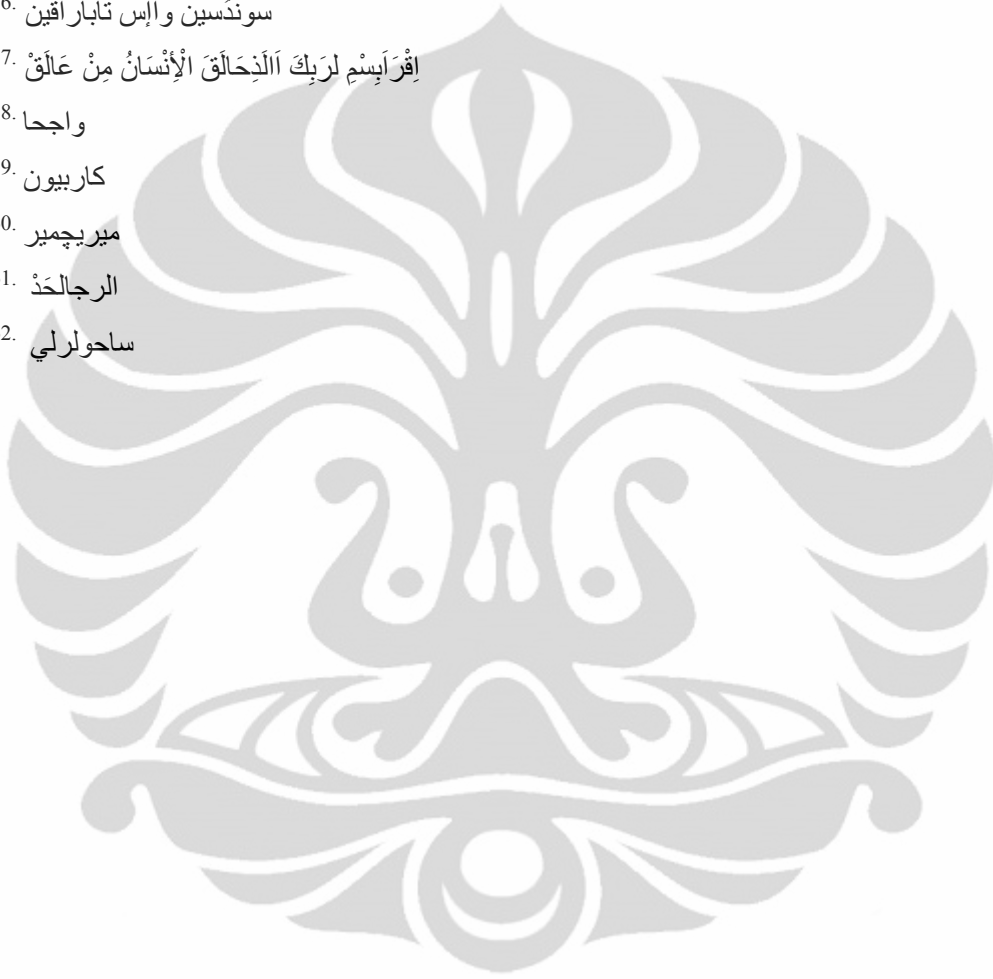 6. سوندَسين واإس تاباراقين
7. اِقْرَاَبِسْمِ لرَبِكَ اَالَذِحَالَقَ الْأِنْسَانُ مِنْ عَالَقْ
8. واجحا
9. كاربيون
0. ميريچمير
1. الرجالحَدْ
2. ساحولرلي